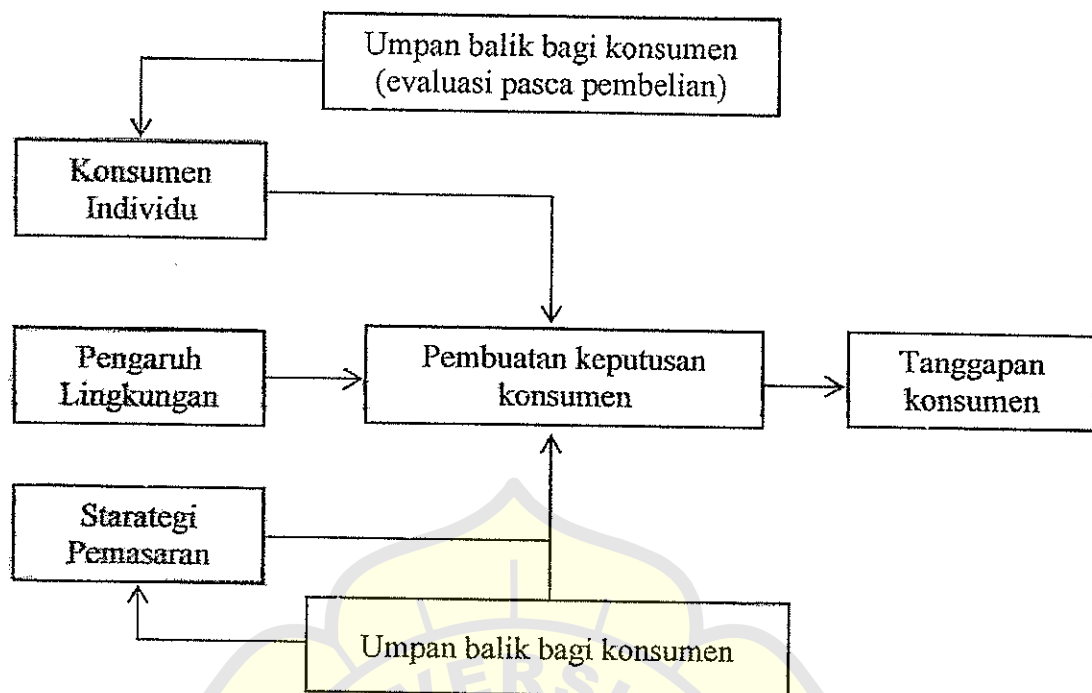 Umpan balik bagi konsumen
(evaluasi pasca pembelian)
Konsumen
Individu
Pengaruh
Lingkungan
Pembuatan keputusan
konsumen
Tanggapan
konsumen
Starategi
Pemasaran
Umpan balik bagi konsumen